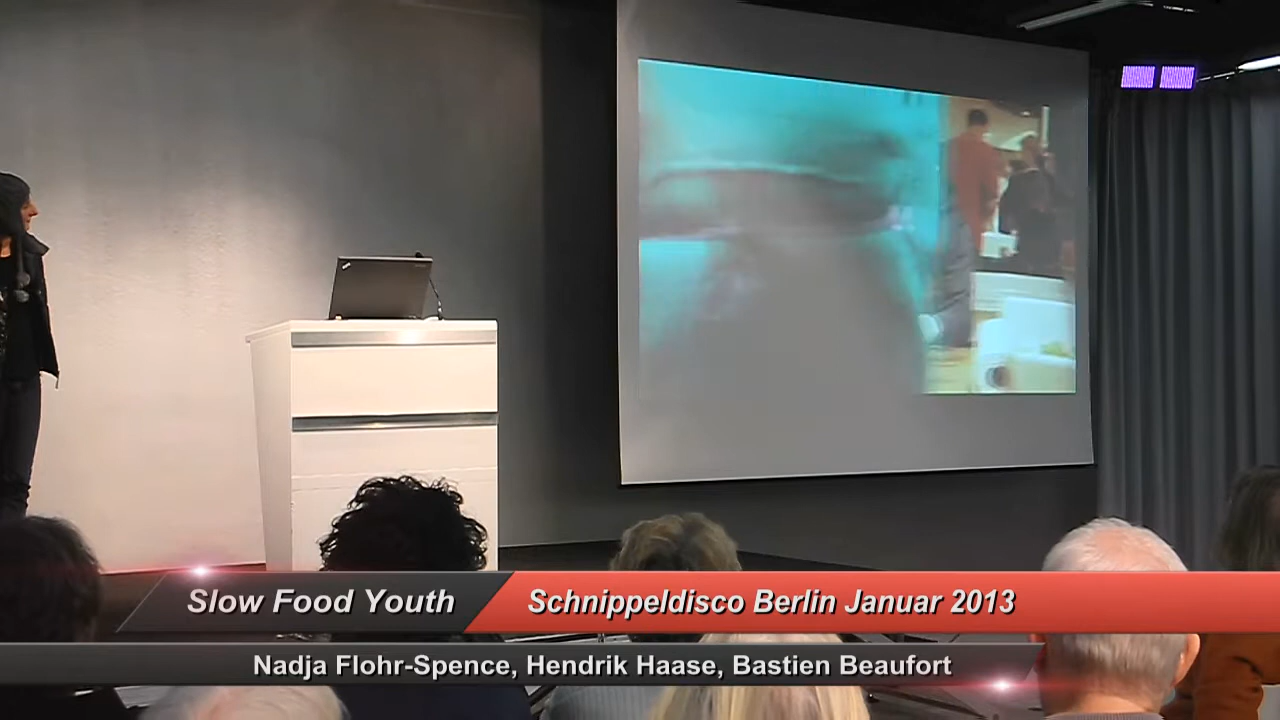 Slow Food Youth
Schnippeldisco Berlin Januar 2013
Nadja Flohr-Spence, Hendrik Haase, Bastien Beaufort